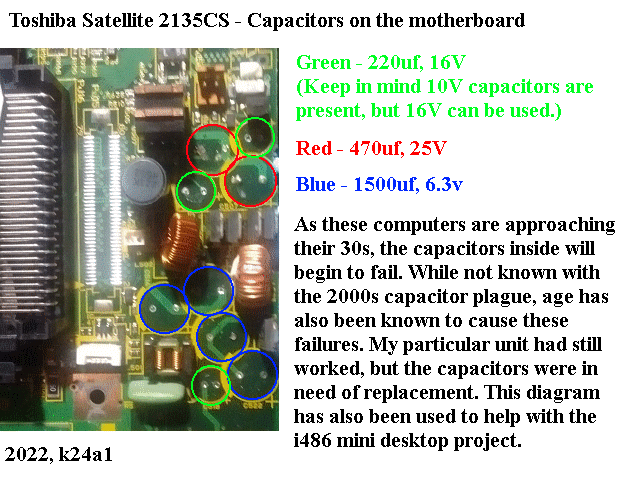 Toshiba Satellite 2135CS - Capacitors on the motherboard
Green - 220uf, 16V
(Keep in mind 10V capacitors are
present, but 16V can be used.)
Red - 470uf, 25V
Blue - 1500uf, 6.3v
As these computers are approaching
their 30s, the capacitors inside will
begin to fail. While not known with
the 2000s capacitor plague, age has
also been known to cause these
failures. My particular unit had still
worked, but the capacitors were in
need of replacement. This diagram
has also been used to help with the
i486 mini desktop project.
2022, k24a1